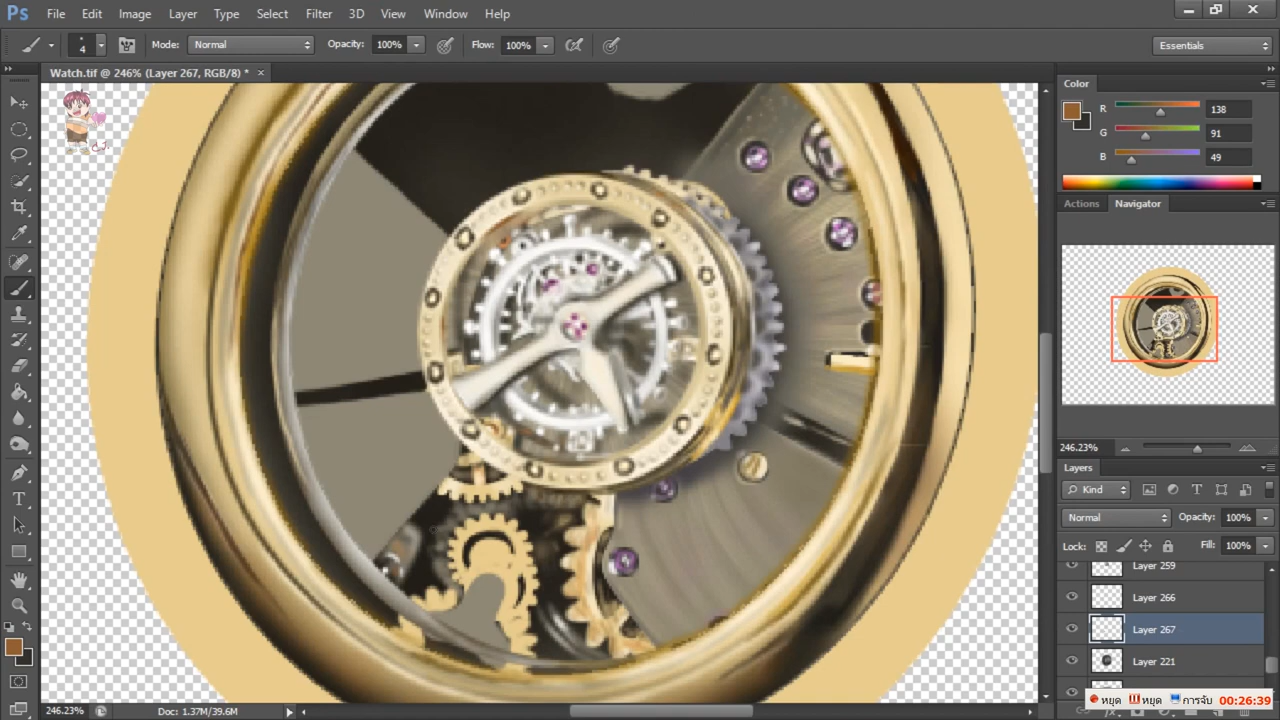 Ps File Edit Image Layer Type Select Filter 3D View Window Help
4 Mode: Normal Opacity: 100% Flow: 100% Essentials
Watch.tif @ 246% (Layer 267, RGB/8) * ×
Color
R 138
G 91
B 49
Actions Navigator
246.23%
Layers
Kind
Normal Opacity: 100%
Lock: Fill: 100%
Layer 259
Layer 266
Layer 267
Layer 221
หยุด หยุด การจับ 00:26:39
246.23% Doc: 1.37M/39.6M